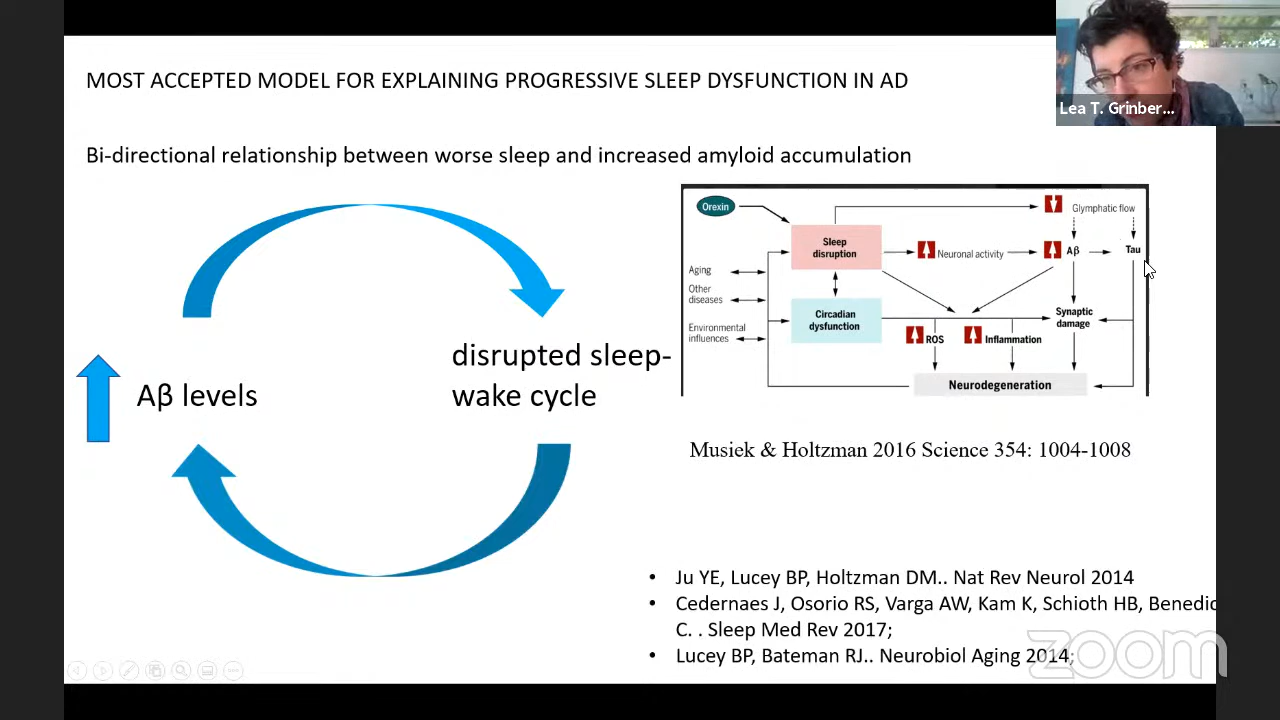 MOST ACCEPTED MODEL FOR EXPLAINING PROGRESSIVE SLEEP DYSFUNCTION IN AD
Lea T. Grinber...
Bi-directional relationship between worse sleep and increased amyloid accumulation
Aβ levels
disrupted sleep-
wake cycle
Orexin
Glymphatic flow
Sleep
disruption
Neuronal activity
Aβ
Tau
Aging
Other
diseases
Environmental
influences
Circadian
dysfunction
Synaptic
damage
ROS
Inflammation
Neurodegeneration
Musiek & Holtzman 2016 Science 354: 1004-1008
• Ju YE, Lucey BP, Holtzman DM.. Nat Rev Neurol 2014
• Cedernaes J, Osorio RS, Varga AW, Kam K, Schioth HB, Benedic
C. . Sleep Med Rev 2017;
• Lucey BP, Bateman RJ.. Neurobiol Aging 2014;
zoom